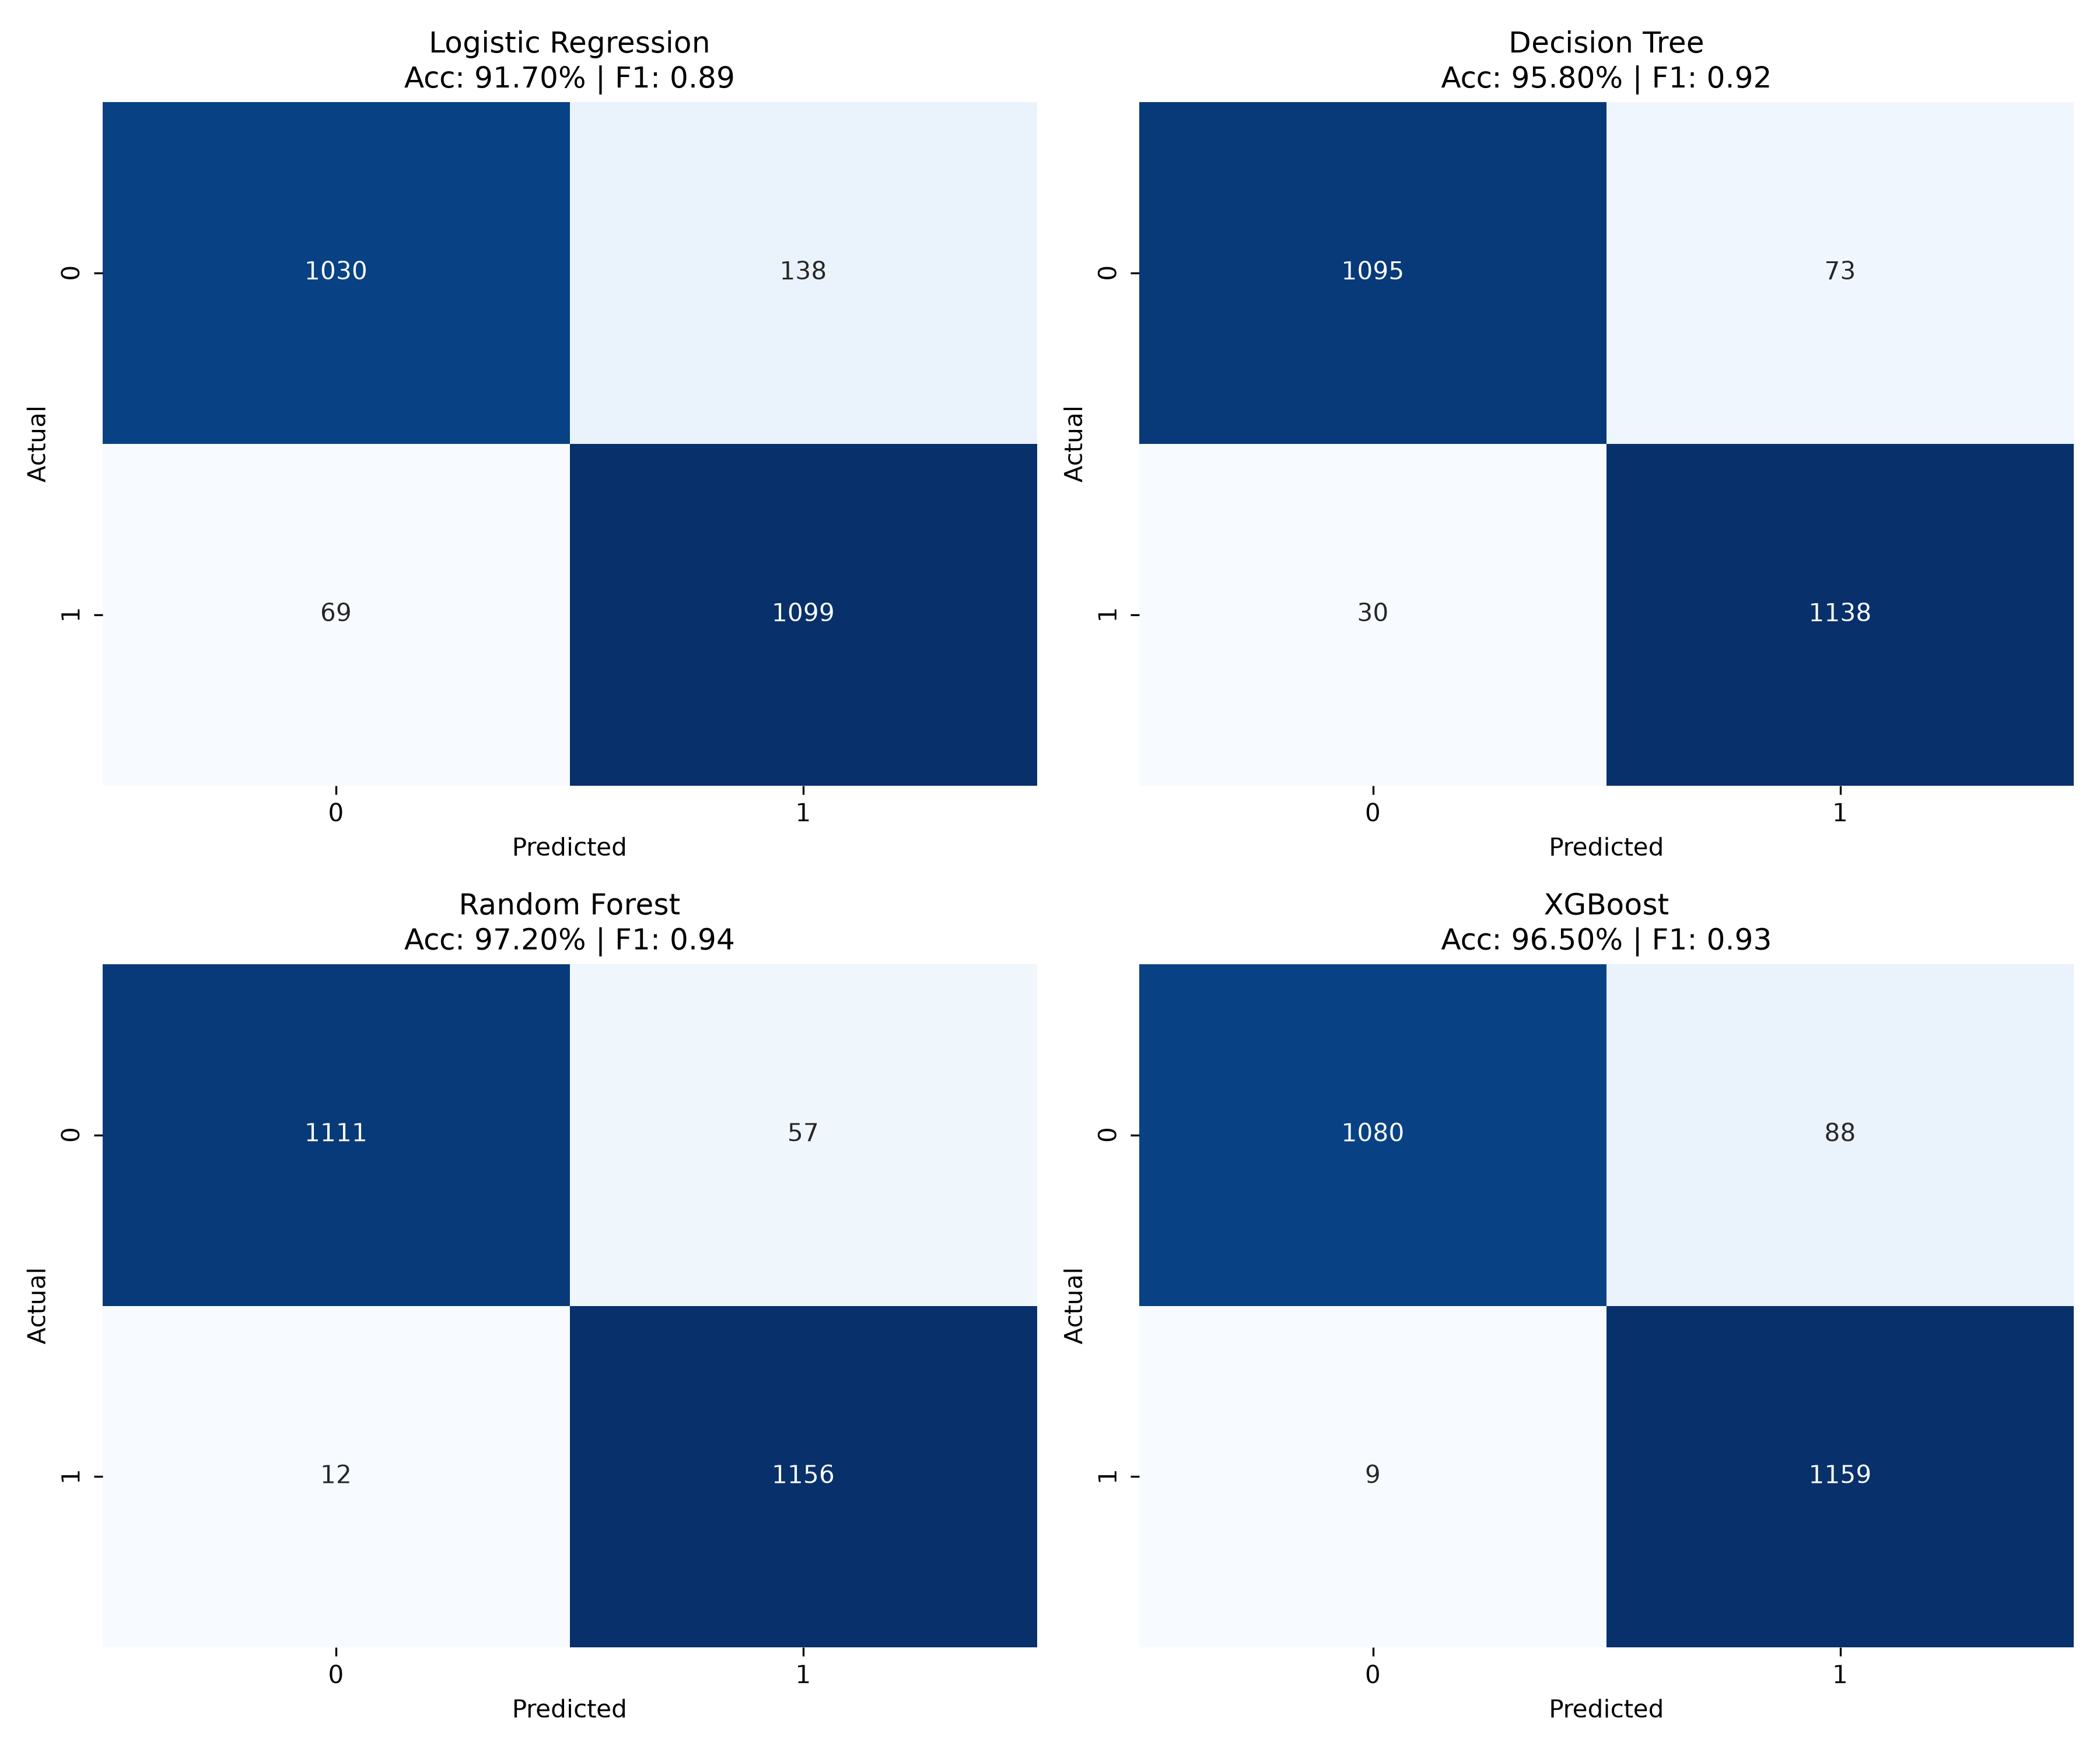 Logistic Regression
Acc: 91.70% | F1: 0.89
0
1030
138
Actual
1
69
1099
0
1
Predicted
Decision Tree
Acc: 95.80% | F1: 0.92
0
1095
73
Actual
1
30
1138
0
1
Predicted
Random Forest
Acc: 97.20% | F1: 0.94
0
1111
57
Actual
1
12
1156
0
1
Predicted
XGBoost
Acc: 96.50% | F1: 0.93
0
1080
88
Actual
1
9
1159
0
1
Predicted